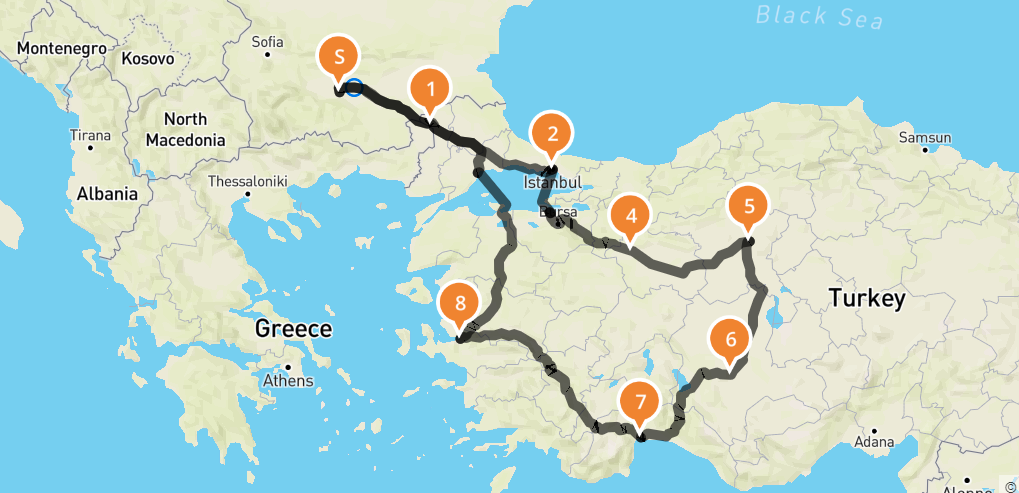 Black Sea
Montenegro
Sofia
Kosovo
S
1
North
Macedonia
Tirana
2
Samsun
Albania
Thessaloniki
Istanbul
Bursa
4
5
Turkey
8
Greece
6
Athens
7
Adana
©